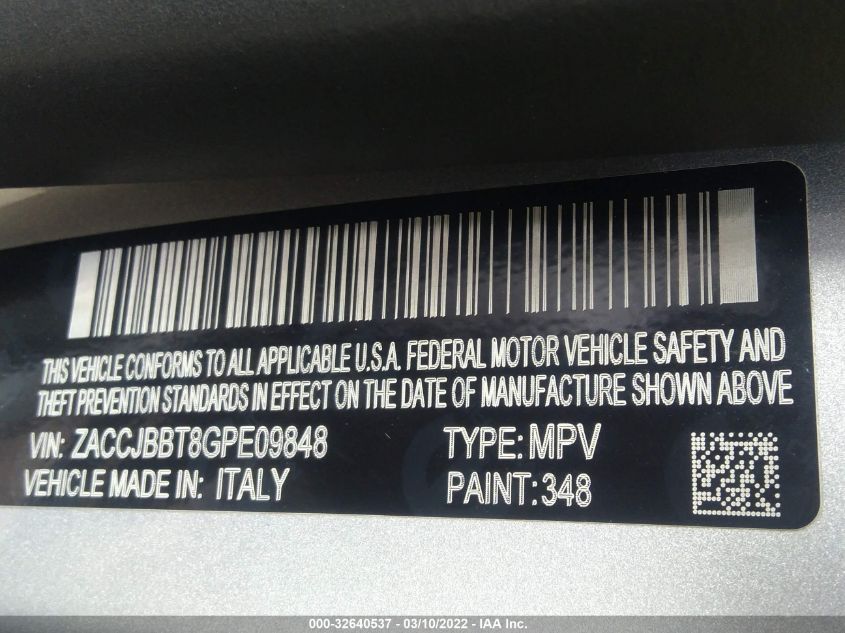 THIS VEHICLE CONFORMS TO ALL APPLICABLE U.S.A. FEDERAL MOTOR VEHICLE SAFETY AND
THEFT PREVENTION STANDARDS IN EFFECT ON THE DATE OF MANUFACTURE SHOWN ABOVE
VIN: ZACCJBBT8GPE09848 TYPE: MPV
VEHICLE MADE IN: ITALY PAINT: 348
000-32640537 - 03/10/2022 - IAA Inc.